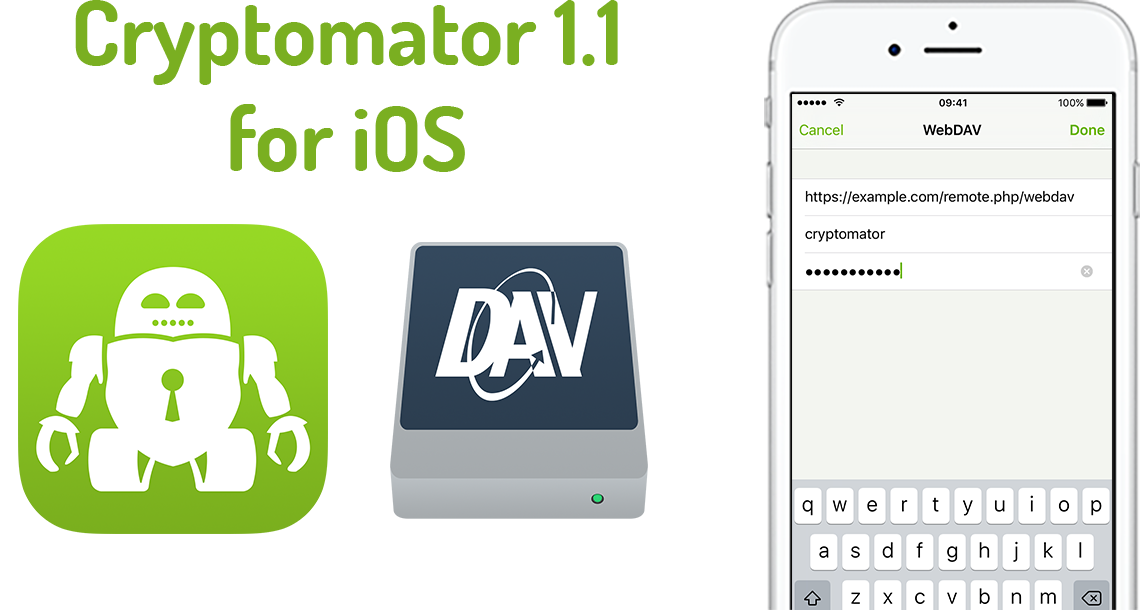 Cryptomator 1.1
for iOS
DAV
09:41
100%
Cancel
WebDAV
Done
https://example.com/remote.php/webdav
cryptomator
q w e r t y u i o p
a s d f g h j k l
z x c v b n m